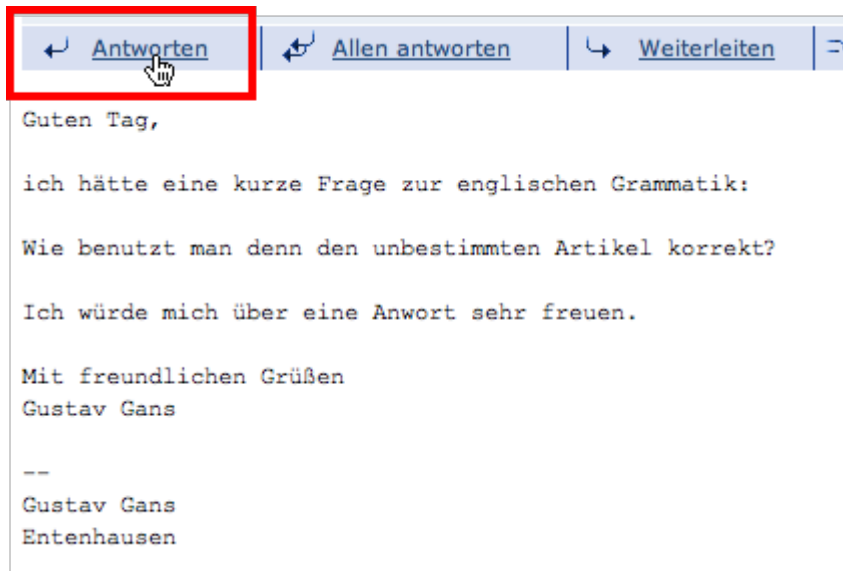 Antworten Allen antworten Weiterleiten
Guten Tag,
ich hätte eine kurze Frage zur englischen Grammatik:
Wie benutzt man denn den unbestimmten Artikel korrekt?
Ich würde mich über eine Anwort sehr freuen.
Mit freundlichen Grüßen
Gustav Gans
--
Gustav Gans
Entenhausen